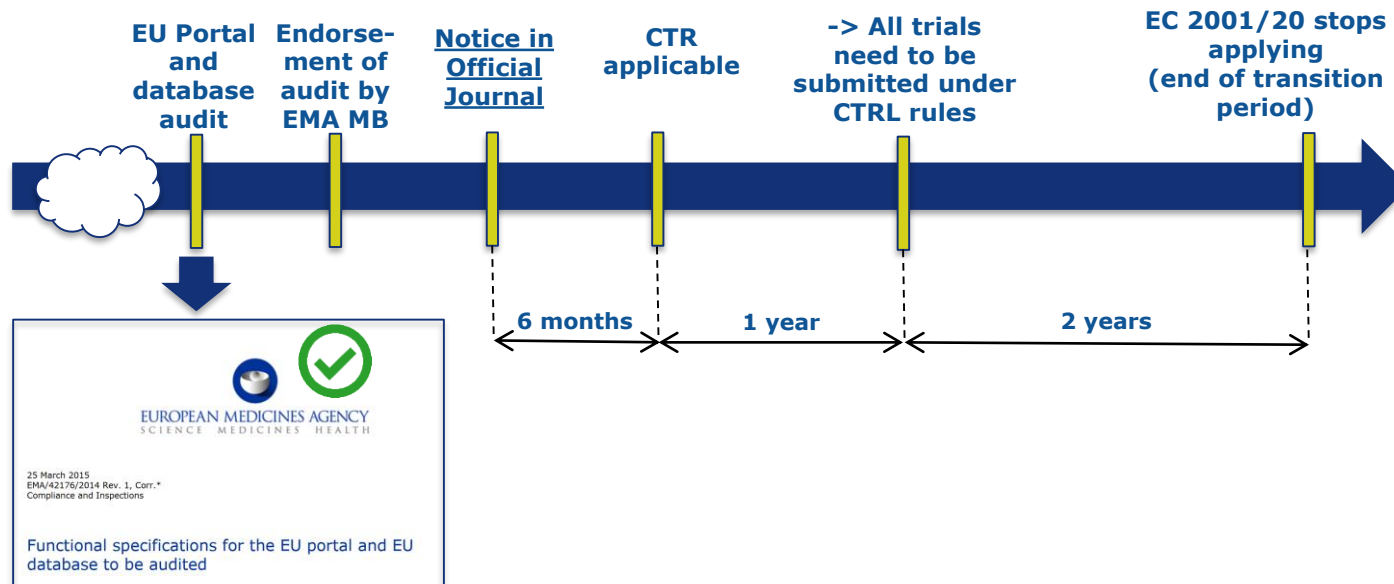 EU Portal
and
database
audit
Endorse-
ment of
audit by
EMA MB
Notice in
Official
Journal
CTR
applicable
-> All trials
need to be
submitted under
CTRL rules
EC 2001/20 stops
applying
(end of transition
period)
6 months
1 year
2 years
EUROPEAN MEDICINES AGENCY
SCIENCE MEDICINES HEALTH
25 March 2015
EMA/42176/2014 Rev. 1, Corr.*
Compliance and Inspections
Functional specifications for the EU portal and EU
database to be audited